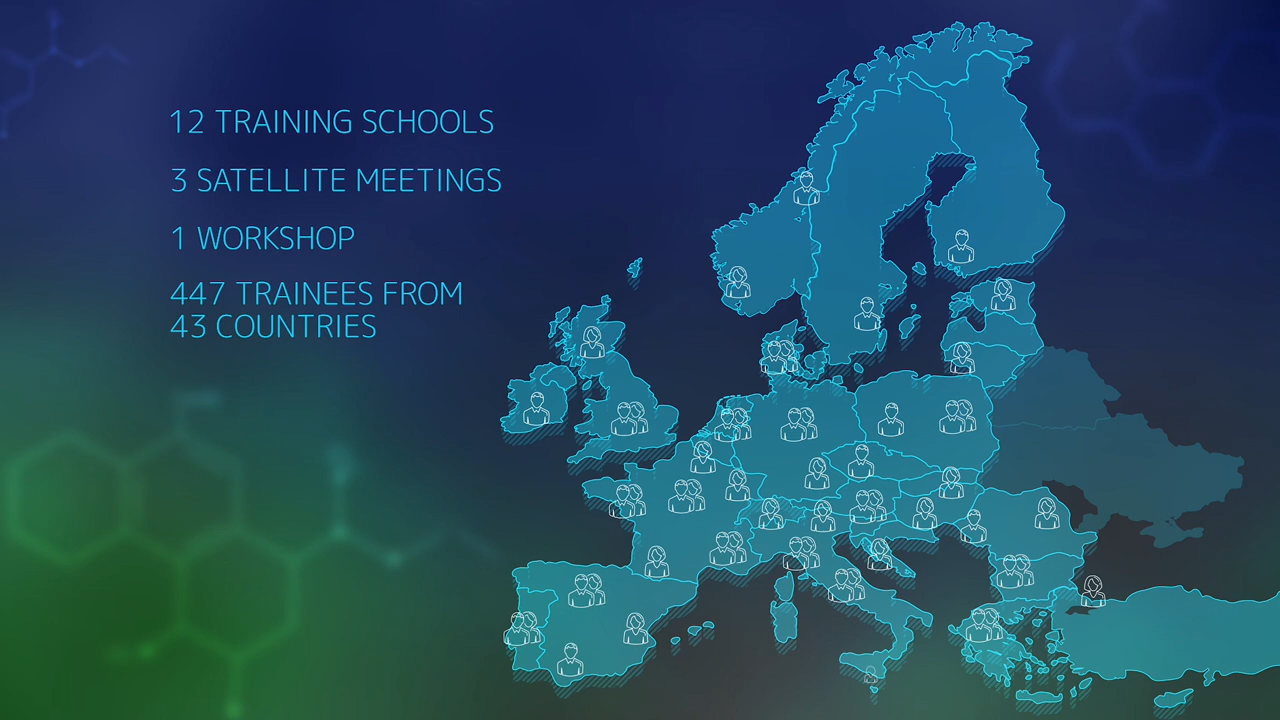 12 TRAINING SCHOOLS
3 SATELLITE MEETINGS
1 WORKSHOP
447 TRAINEES FROM
43 COUNTRIES